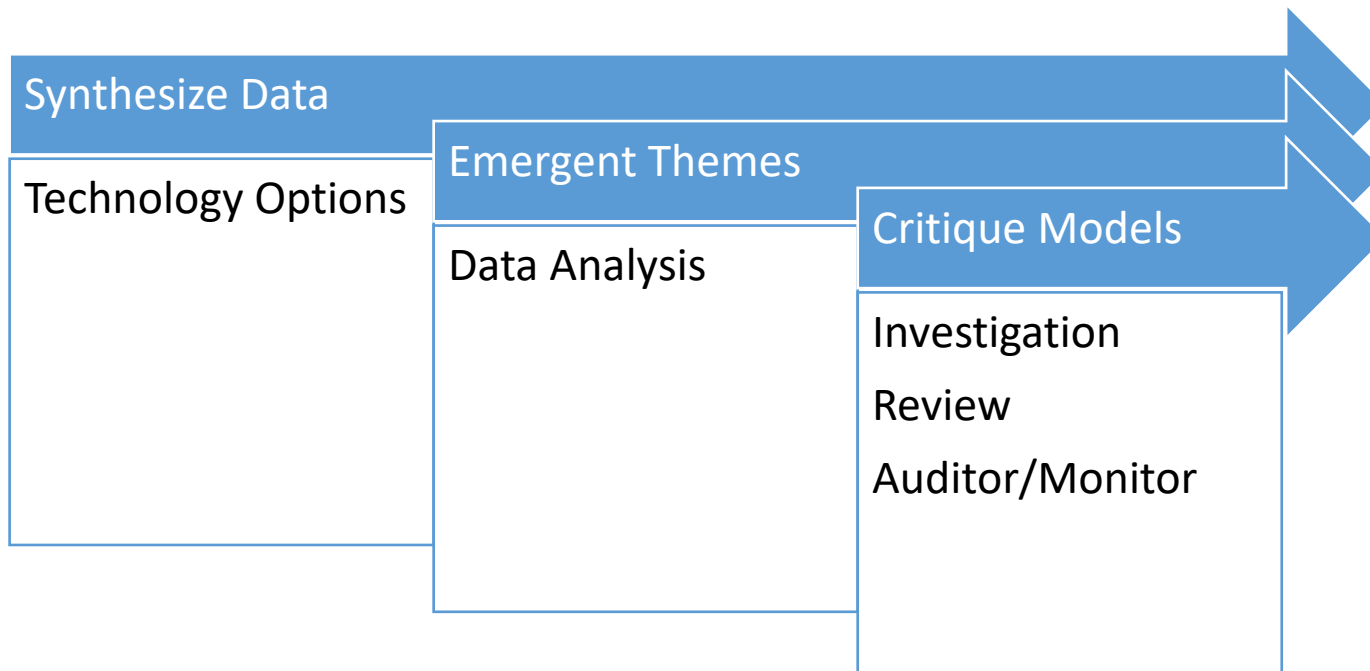 Synthesize Data
Technology Options
Emergent Themes
Data Analysis
Critique Models
Investigation
Review
Auditor/Monitor